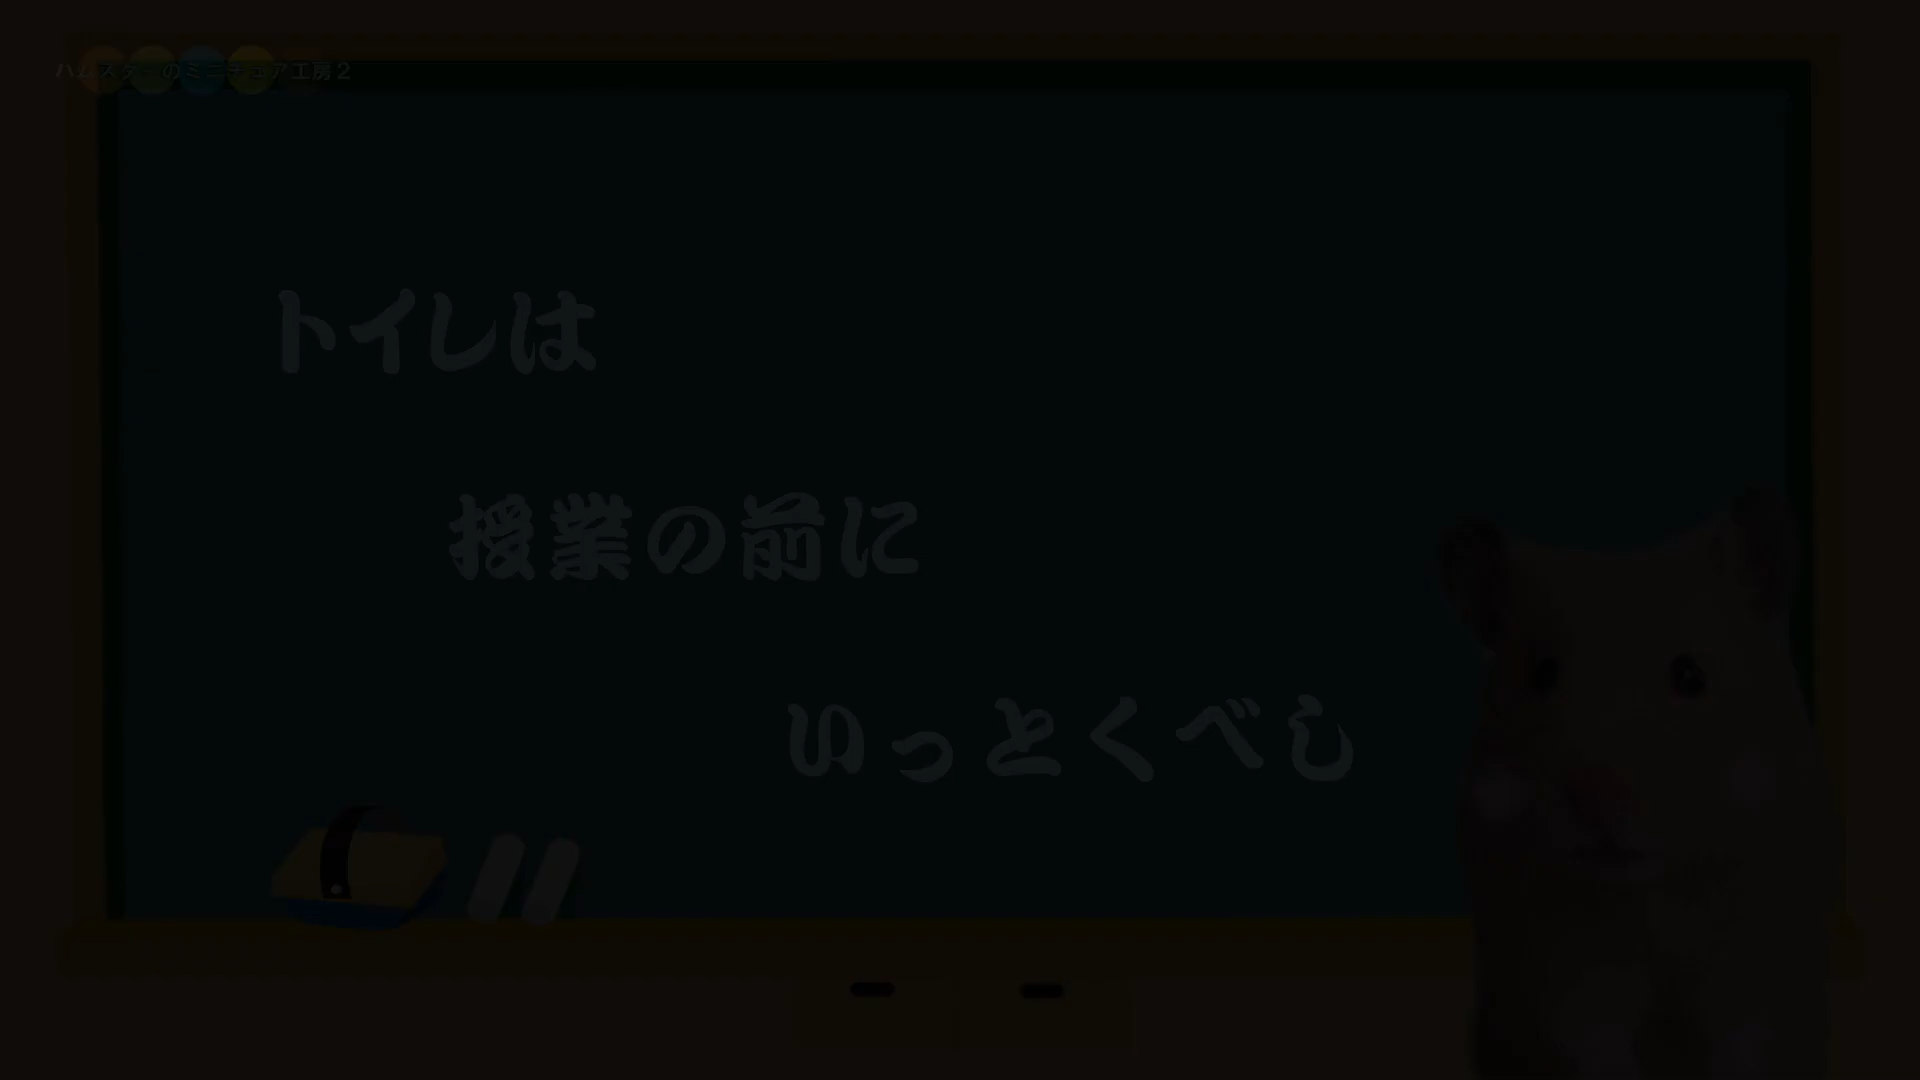 ハムスターのミニチュア工房２
トイレは
授業の前に
いっとくべし